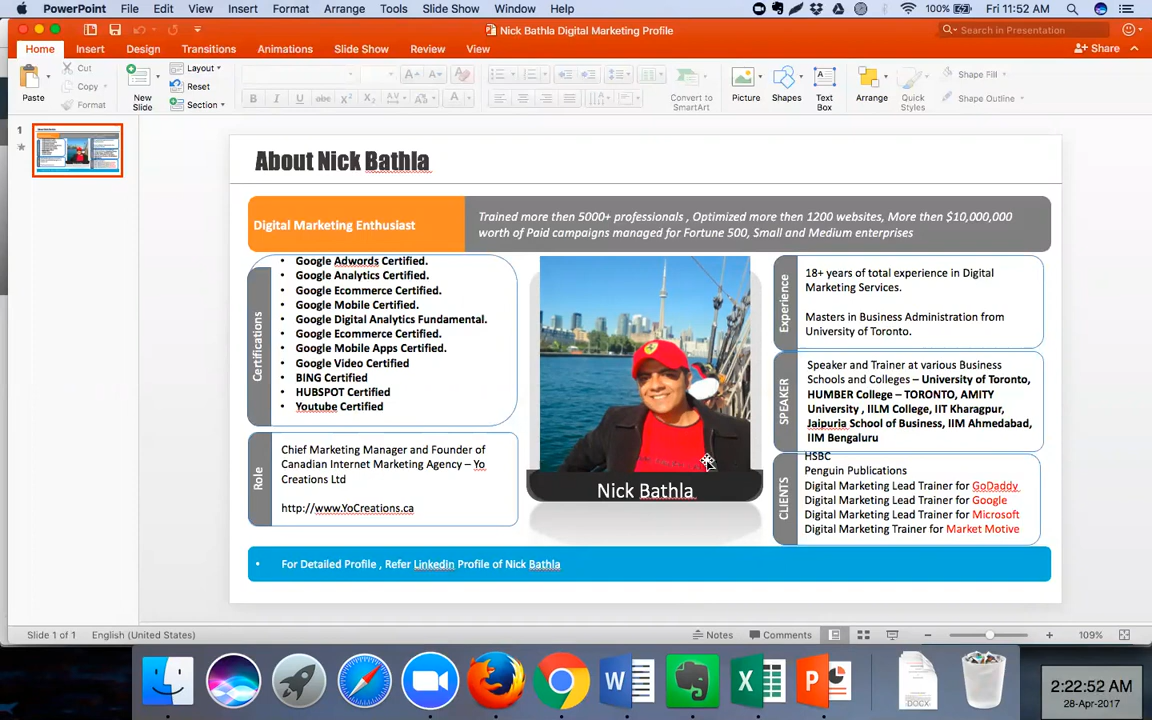 PowerPoint File Edit View Insert Format Arrange Tools Slide Show Window Help 100% Fri 11:52 AM
Nick Bathla Digital Marketing Profile
Search in Presentation
Home Insert Design Transitions Animations Slide Show Review View
Share
Paste
Cut
Copy
Format
New Slide
Layout
Reset
Section
B I U abc X² X₂ AV Aa A
Convert to SmartArt
Picture
Shapes
Text Box
Arrange
Quick Styles
Shape Fill
Shape Outline
1
About Nick Bathla
Digital Marketing Enthusiast
Trained more then 5000+ professionals , Optimized more then 1200 websites, More then $10,000,000
worth of Paid campaigns managed for Fortune 500, Small and Medium enterprises
Certifications
• Google Adwords Certified.
• Google Analytics Certified.
• Google Ecommerce Certified.
• Google Mobile Certified.
• Google Digital Analytics Fundamental.
• Google Ecommerce Certified.
• Google Mobile Apps Certified.
• Google Video Certified
• BING Certified
• HUBSPOT Certified
• Youtube Certified
Role
Chief Marketing Manager and Founder of
Canadian Internet Marketing Agency – Yo
Creations Ltd
http://www.YoCreations.ca
Nick Bathla
Experience
18+ years of total experience in Digital
Marketing Services.
Masters in Business Administration from
University of Toronto.
SPEAKER
Speaker and Trainer at various Business
Schools and Colleges – University of Toronto,
HUMBER College – TORONTO, AMITY
University , IILM College, IIT Kharagpur,
Jaipuria School of Business, IIM Ahmedabad,
IIM Bengaluru
CLIENTS
HSBC
Penguin Publications
Digital Marketing Lead Trainer for GoDaddy
Digital Marketing Lead Trainer for Google
Digital Marketing Lead Trainer for Microsoft
Digital Marketing Trainer for Market Motive
• For Detailed Profile , Refer Linkedin Profile of Nick Bathla
Slide 1 of 1 English (United States) Notes Comments 109%
W
X
P
DOCX
2:22:52 AM
28-Apr-2017